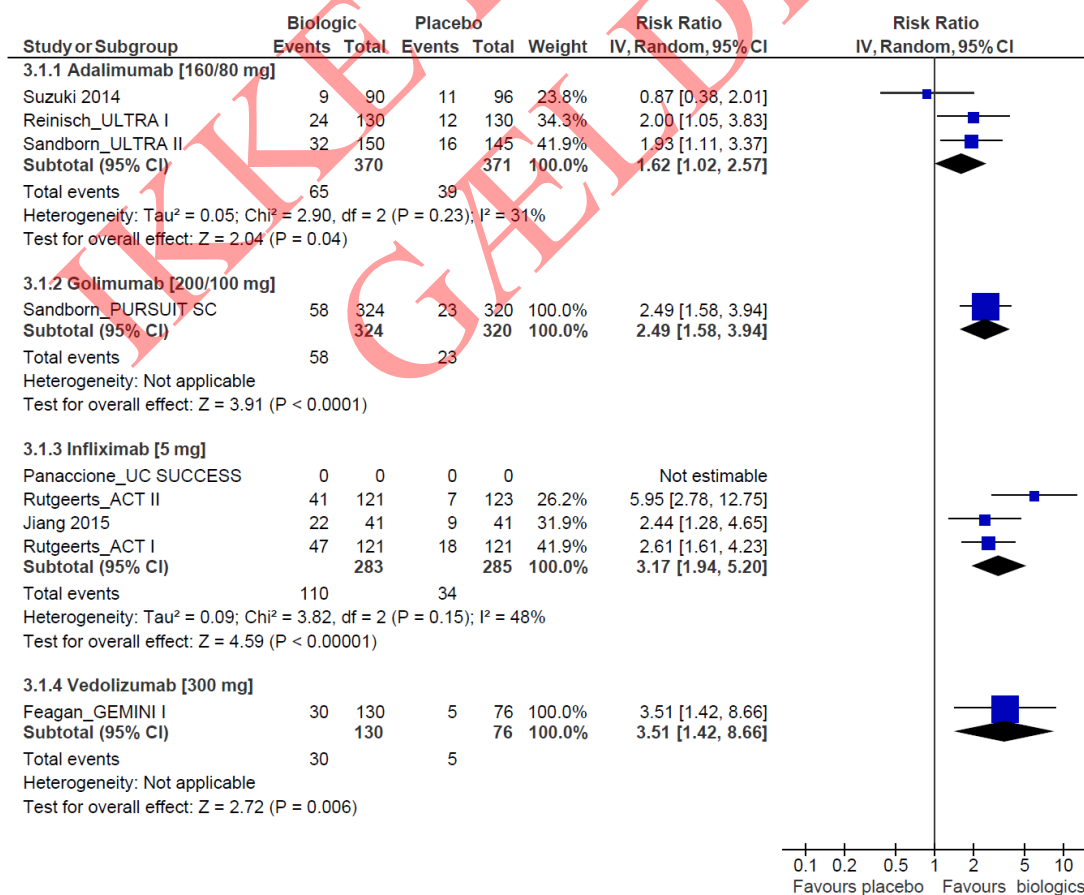 Biologic Placebo Risk Ratio Risk Ratio
Study or Subgroup Events Total Events Total Weight IV, Random, 95% CI IV, Random, 95% CI
3.1.1 Adalimumab [160/80 mg]
Suzuki 2014 9 90 11 96 23.8% 0.87 [0.38, 2.01]
Reinisch_ULTRA I 24 130 12 130 34.3% 2.00 [1.05, 3.83]
Sandborn_ULTRA II 32 150 16 145 41.9% 1.93 [1.11, 3.37]
Subtotal (95% CI) 370 371 100.0% 1.62 [1.02, 2.57]
Total events 65 39
Heterogeneity: Tau² = 0.05; Chi² = 2.90, df = 2 (P = 0.23); I² = 31%
Test for overall effect: Z = 2.04 (P = 0.04)
3.1.2 Golimumab [200/100 mg]
Sandborn_PURSUIT SC 58 324 23 320 100.0% 2.49 [1.58, 3.94]
Subtotal (95% CI) 324 320 100.0% 2.49 [1.58, 3.94]
Total events 58 23
Heterogeneity: Not applicable
Test for overall effect: Z = 3.91 (P < 0.0001)
3.1.3 Infliximab [5 mg]
Panaccione_UC SUCCESS 0 0 0 0 Not estimable
Rutgeerts_ACT II 41 121 7 123 26.2% 5.95 [2.78, 12.75]
Jiang 2015 22 41 9 41 31.9% 2.44 [1.28, 4.65]
Rutgeerts_ACT I 47 121 18 121 41.9% 2.61 [1.61, 4.23]
Subtotal (95% CI) 283 285 100.0% 3.17 [1.94, 5.20]
Total events 110 34
Heterogeneity: Tau² = 0.09; Chi² = 3.82, df = 2 (P = 0.15); I² = 48%
Test for overall effect: Z = 4.59 (P < 0.00001)
3.1.4 Vedolizumab [300 mg]
Feagan_GEMINI I 30 130 5 76 100.0% 3.51 [1.42, 8.66]
Subtotal (95% CI) 130 76 100.0% 3.51 [1.42, 8.66]
Total events 30 5
Heterogeneity: Not applicable
Test for overall effect: Z = 2.72 (P = 0.006)
0.1 0.2 0.5 1 2 5 10
Favours placebo Favours biologics
IKKE
GÆLD